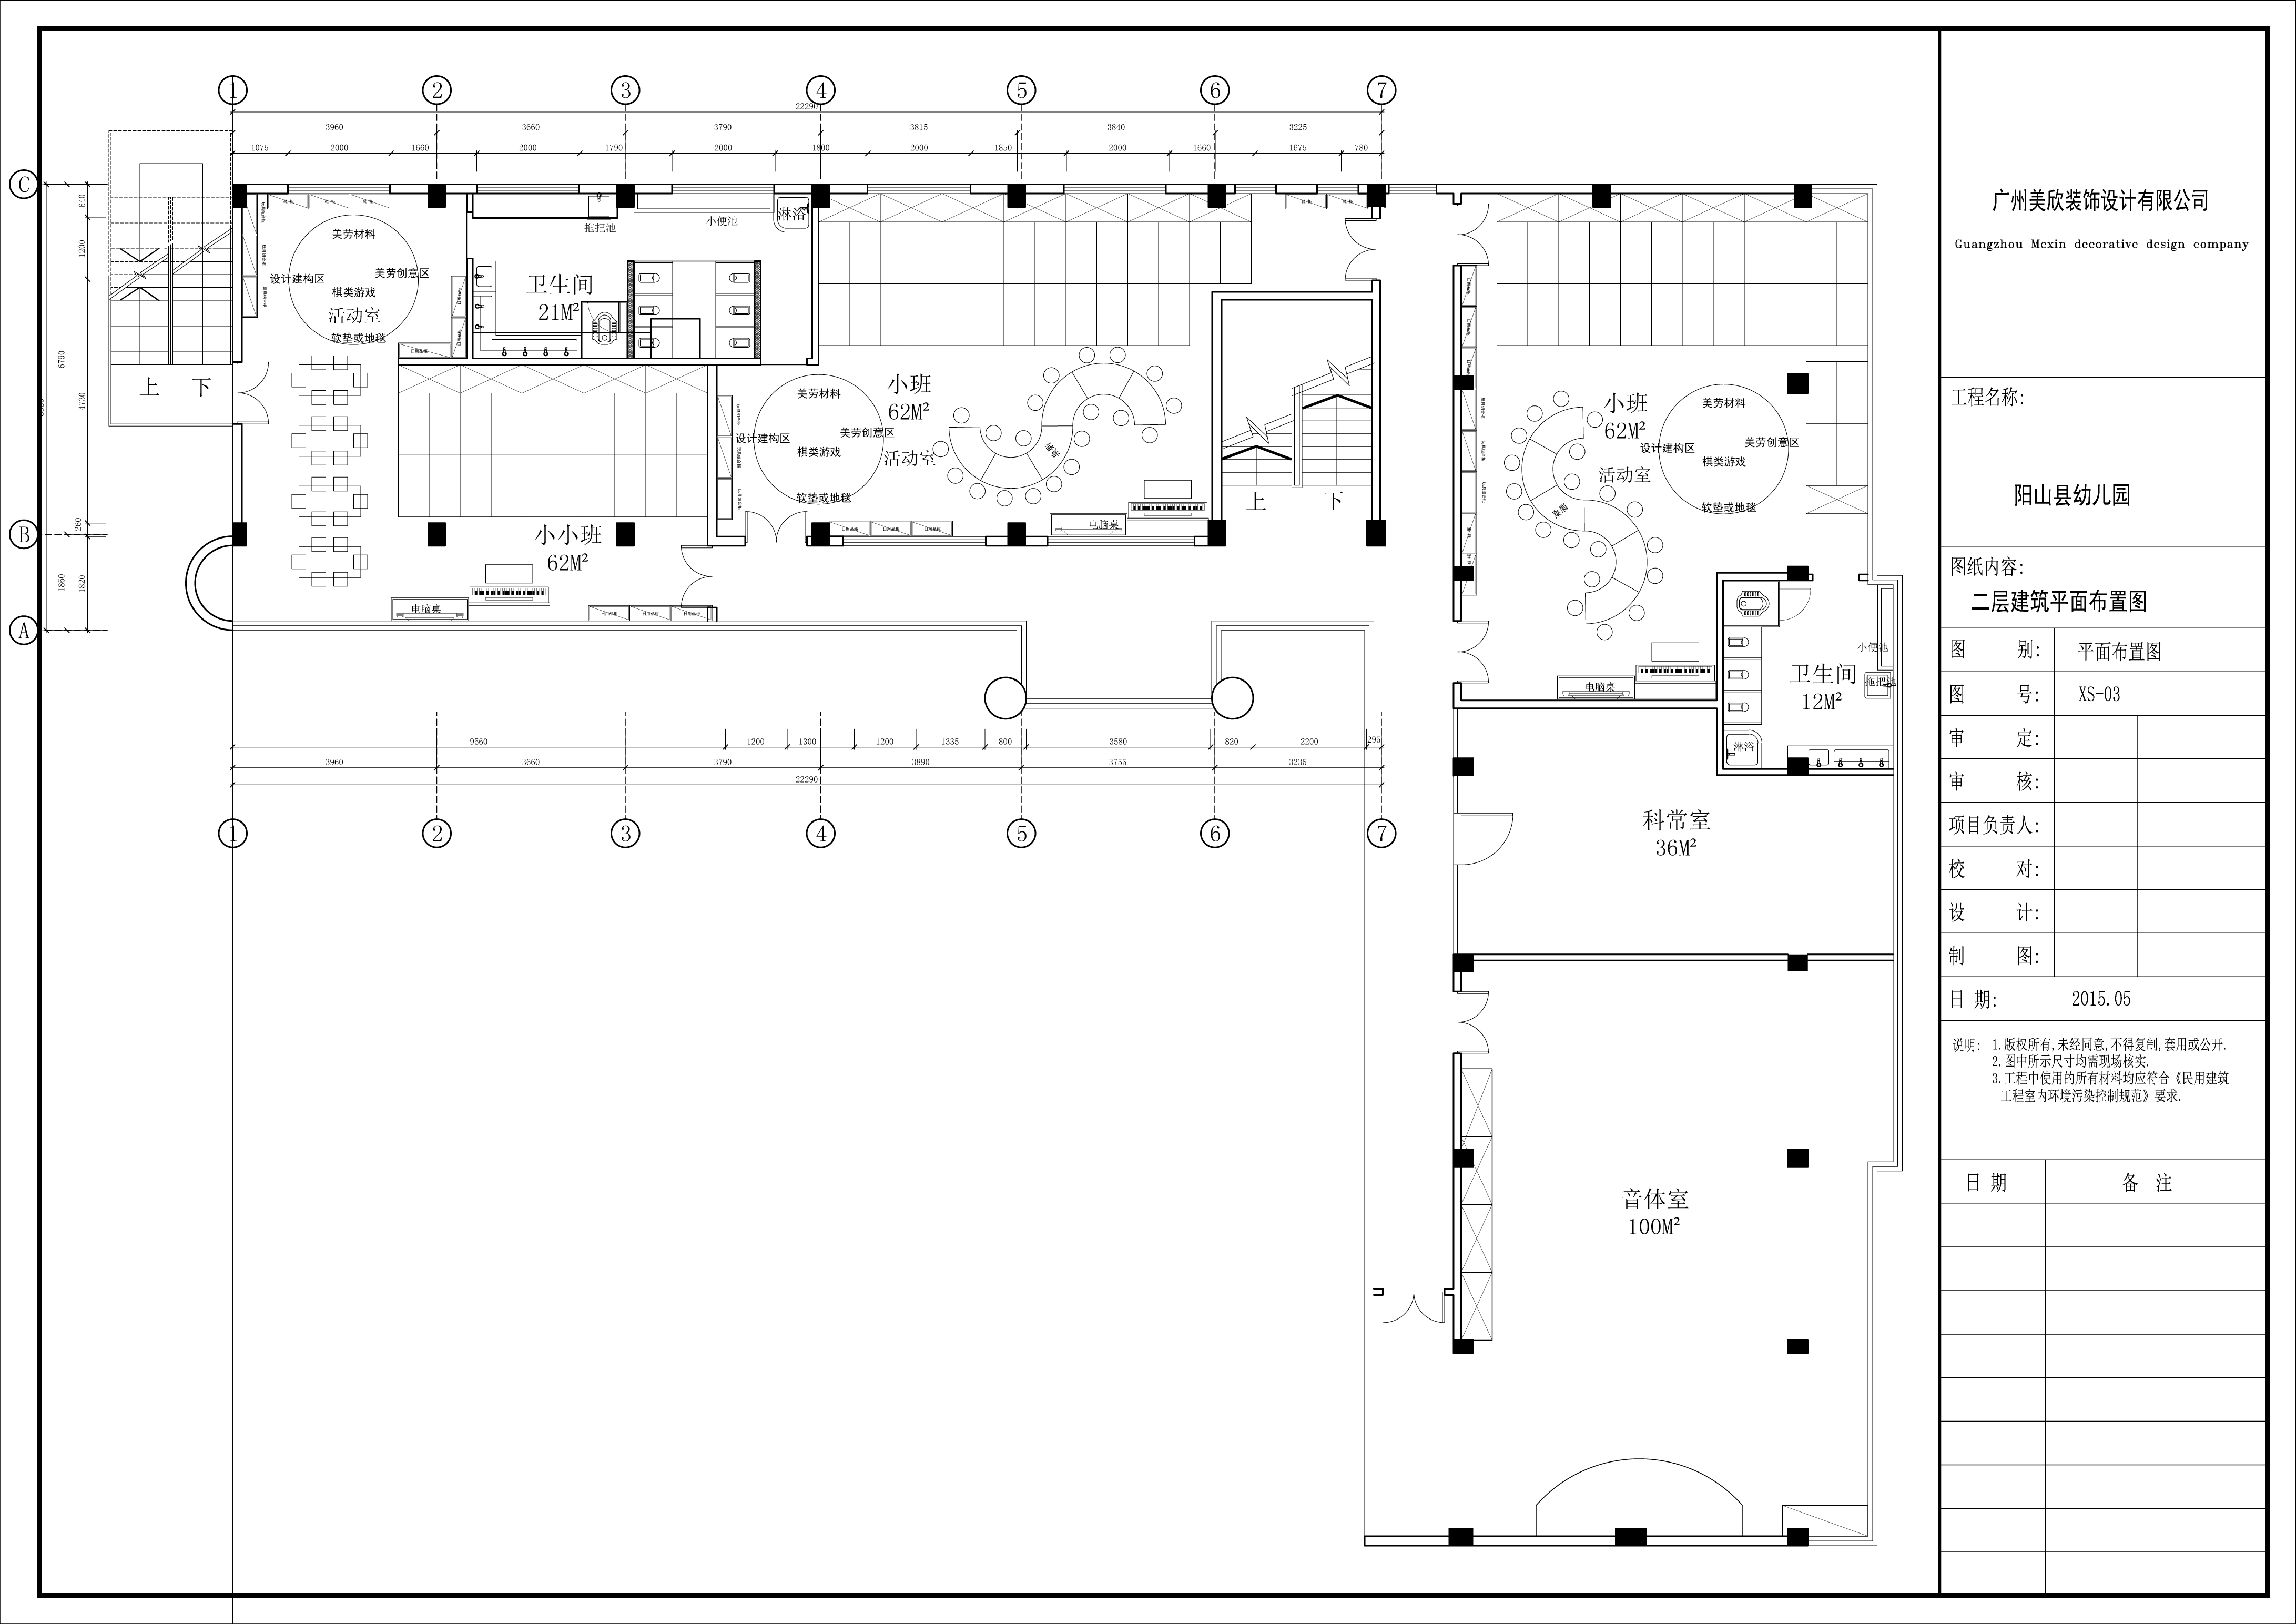 1 2 3 4 5 6 7
22290
3960 3660 3790 3815 3840 3225
1075 2000 1660 2000 1790 2000 1800 2000 1850 2000 1660 1675 780
C
B
A
640
1200
6790
4730
260
1860
1820
上 下
美劳材料
设计建构区
美劳创意区
棋类游戏
活动室
软垫或地毯
拖把池
小便池
淋浴
卫生间
21M²
小小班
62M²
电脑桌
小班
62M²
美劳材料
设计建构区
美劳创意区
棋类游戏
活动室
软垫或地毯
桌椅
电脑桌
上 下
小班
62M²
美劳材料
设计建构区
美劳创意区
棋类游戏
活动室
软垫或地毯
桌椅
电脑桌
小便池
卫生间
12M²
拖把池
淋浴
科常室
36M²
音体室
100M²
9560 1200 1300 1200 1335 800 3580 820 2200 295
3960 3660 3790 3890 3755 3235
22290
1 2 3 4 5 6 7
广州美欣装饰设计有限公司
Guangzhou Mexin decorative design company
工程名称:
阳山县幼儿园
图纸内容:
二层建筑平面布置图
图 别: 平面布置图
图 号: XS-03
审 定:
审 核:
项目负责人:
校 对:
设 计:
制 图:
日 期: 2015.05
说明: 1.版权所有,未经同意,不得复制,套用或公开.
2.图中所示尺寸均需现场核实.
3.工程中使用的所有材料均应符合《民用建筑
工程室内环境污染控制规范》要求.
日 期 备 注